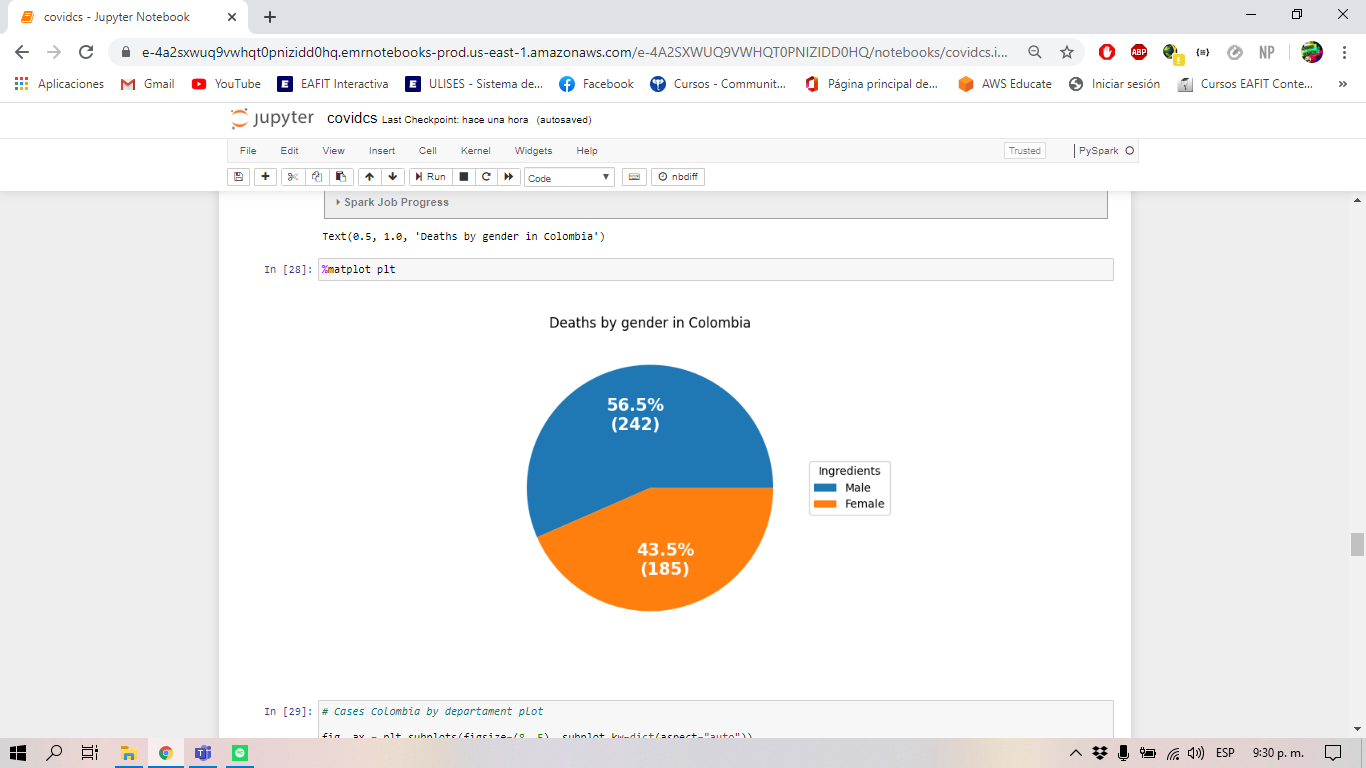 covidcs - Jupyter Notebook
e-4a2sxwuq9vwhqt0pnizidd0hq.emrnotebooks-prod.us-east-1.amazonaws.com/e-4A2SXWUQ9VWHQT0PNIZIDD0HQ/notebooks/covidcs.i...
ABP
NP
Aplicaciones
Gmail
YouTube
EAFIT Interactiva
ULISES - Sistema de...
Facebook
Cursos - Communit...
Página principal de...
AWS Educate
Iniciar sesión
Cursos EAFIT Conte...
jupyter covidcs Last Checkpoint: hace una hora (autosaved)
File Edit View Insert Cell Kernel Widgets Help Trusted PySpark
Run Code nbdiff
Spark Job Progress
Text(0.5, 1.0, 'Deaths by gender in Colombia')
In [28]: %matplot plt
Deaths by gender in Colombia
56.5%
(242)
43.5%
(185)
Ingredients
Male
Female
In [29]: # Cases Colombia by departament plot
fig, ax = plt.subplots(figsize=(8, 5), subplot_kw=dict(aspect="auto"))
ESP 9:30 p. m.